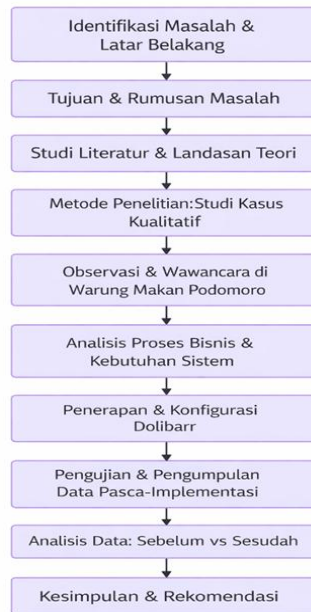 Identifikasi Masalah &
Latar Belakang
Tujuan & Rumusan Masalah
Studi Literatur & Landasan Teori
Metode Penelitian:Studi Kasus
Kualitatif
Observasi & Wawancara di
Warung Makan Podomoro
Analisis Proses Bisnis &
Kebutuhan Sistem
Penerapan & Konfigurasi
Dolibarr
Pengujian & Pengumpulan
Data Pasca-Implementasi
Analisis Data: Sebelum vs Sesudah
Kesimpulan & Rekomendasi